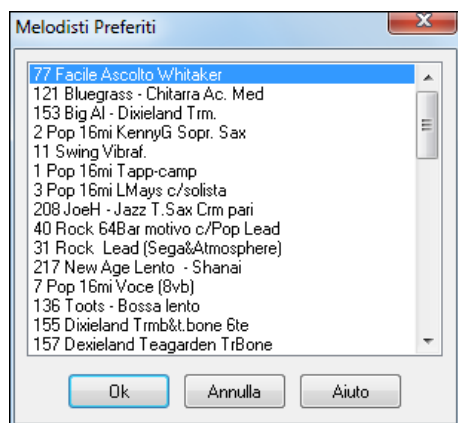 Melodisti Preferiti
77 Facile Ascolto Whitaker
121 Bluegrass - Chitarra Ac. Med
153 Big Al - Dixieland Trm.
2 Pop 16mi KennyG Sopr. Sax
11 Swing Vibraf.
1 Pop 16mi Tapp-camp
3 Pop 16mi LMays c/solista
208 JoeH - Jazz T.Sax Crm pari
40 Rock 64Bar motivo c/Pop Lead
31 Rock  Lead (Sega&Atmosphere)
217 New Age Lento  - Shanai
7 Pop 16mi Voce (8vb)
136 Toots - Bossa lento
155 Dixieland Trmb&t.bone 6te
157 Dexieland Teagarden TrBone
Ok
Annulla
Aiuto